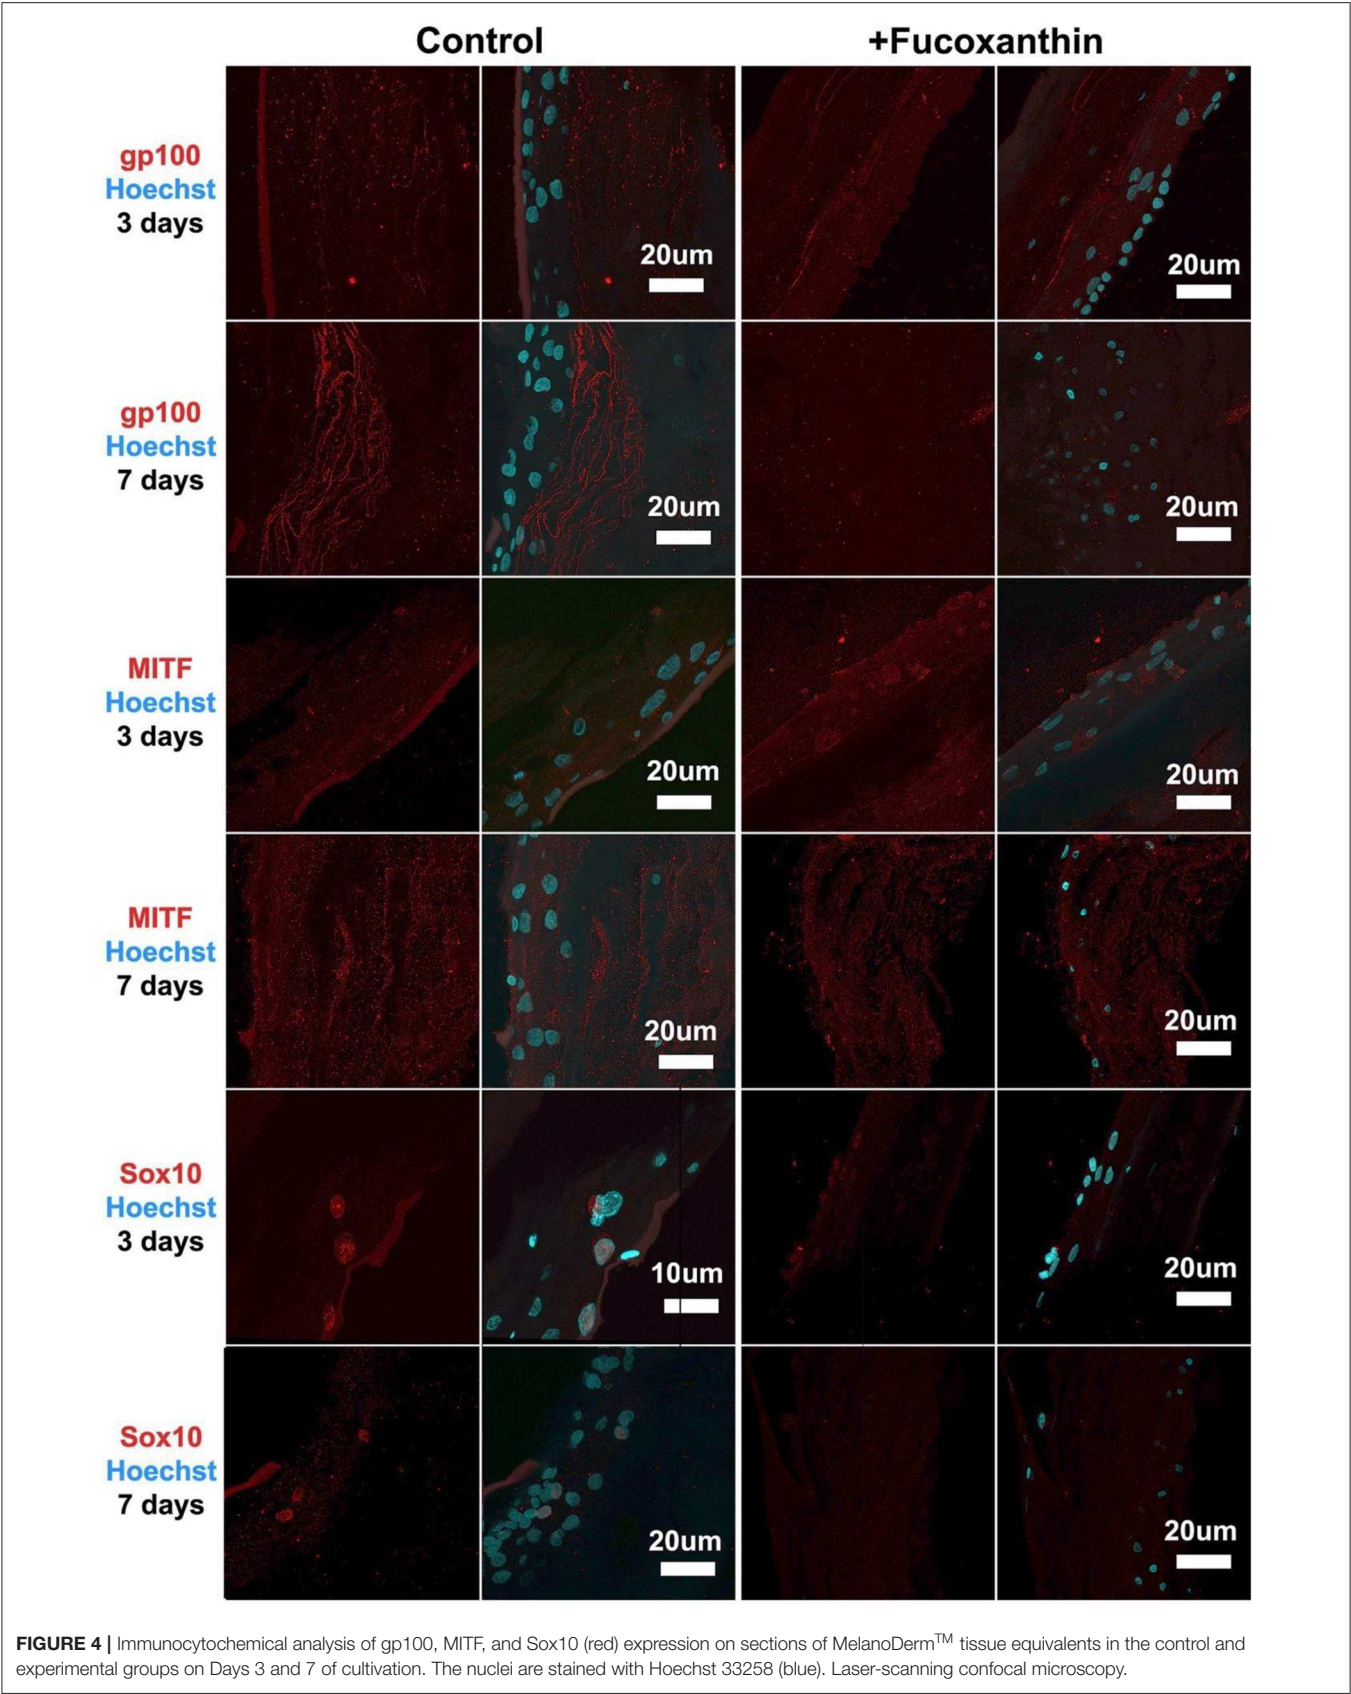 Control
+Fucoxanthin
gp100
Hoechst
3 days
20um
20um
gp100
Hoechst
7 days
20um
20um
MITF
Hoechst
3 days
20um
20um
MITF
Hoechst
7 days
20um
20um
Sox10
Hoechst
3 days
10um
20um
Sox10
Hoechst
7 days
20um
20um
FIGURE 4 | Immunocytochemical analysis of gp100, MITF, and Sox10 (red) expression on sections of MelanoDerm™ tissue equivalents in the control and
experimental groups on Days 3 and 7 of cultivation. The nuclei are stained with Hoechst 33258 (blue). Laser-scanning confocal microscopy.